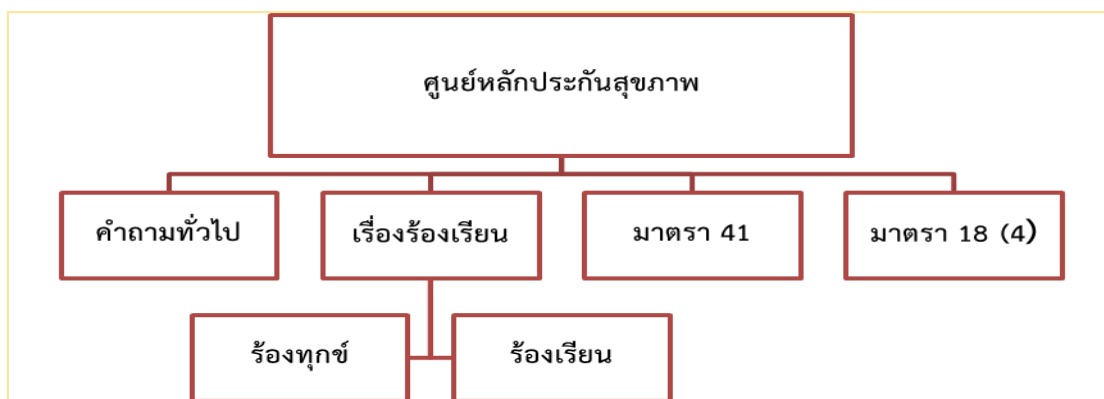 ศูนย์หลักประกันสุขภาพ
คำถามทั่วไป
เรื่องร้องเรียน
มาตรา 41
มาตรา 18 (4)
ร้องทุกข์
ร้องเรียน